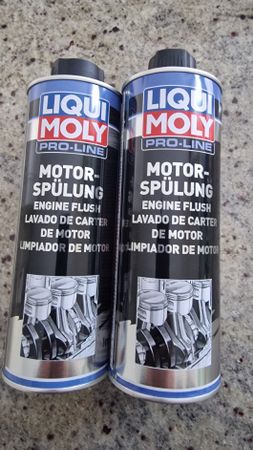 LIQUI
MOLY
PRO-LINE
MOTOR-
SPÜLUNG
ENGINE FLUSH
LAVADO DE CARTER
DE MOTOR
LIMPIADOR DE MOTOR
LIQUI
MOLY
PRO-LINE
MOTOR-
SPÜLUNG
ENGINE FLUSH
LAVADO DE CARTER
DE MOTOR
LIMPIADOR DE MOTOR